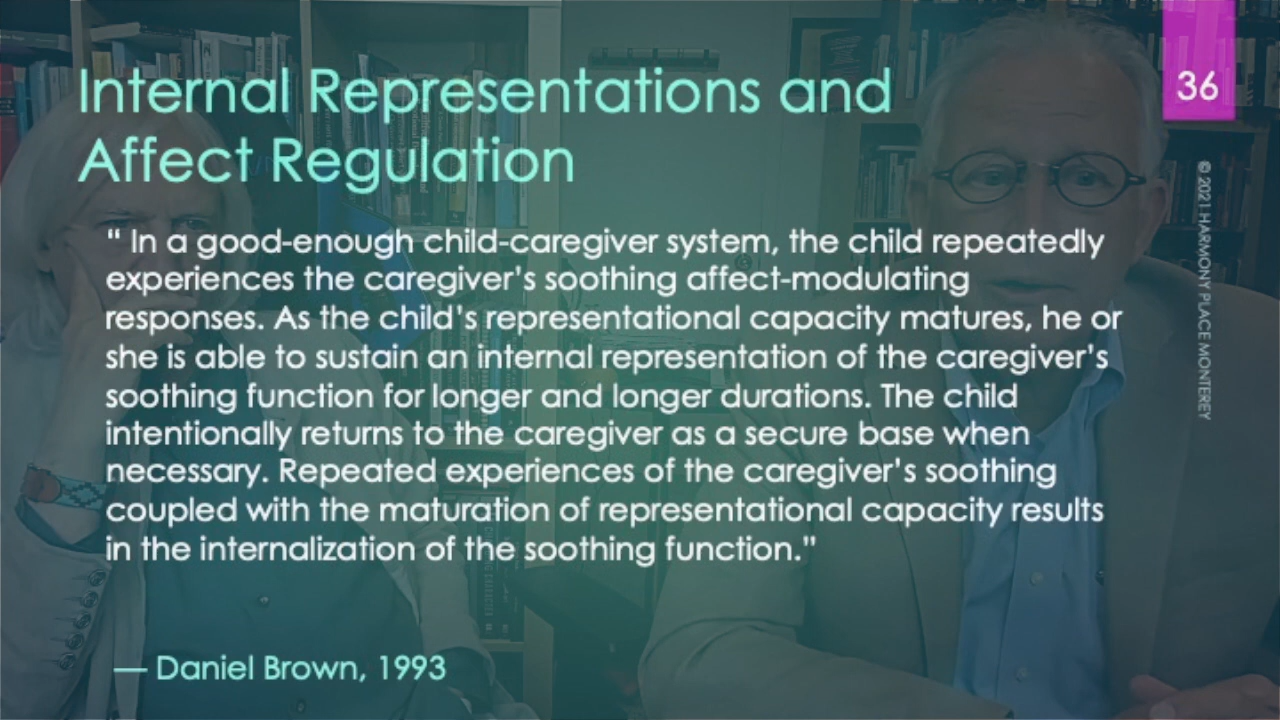 Internal Representations and
Affect Regulation
36
© 2021 HARMONY PLACE MONTEREY
“ In a good-enough child-caregiver system, the child repeatedly
experiences the caregiver’s soothing affect-modulating
responses. As the child’s representational capacity matures, he or
she is able to sustain an internal representation of the caregiver’s
soothing function for longer and longer durations. The child
intentionally returns to the caregiver as a secure base when
necessary. Repeated experiences of the caregiver’s soothing
coupled with the maturation of representational capacity results
in the internalization of the soothing function.”
— Daniel Brown, 1993